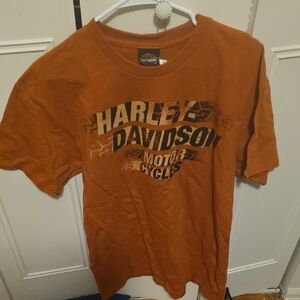 HARLEY-
DAVIDSON
MOTOR
CYCLES